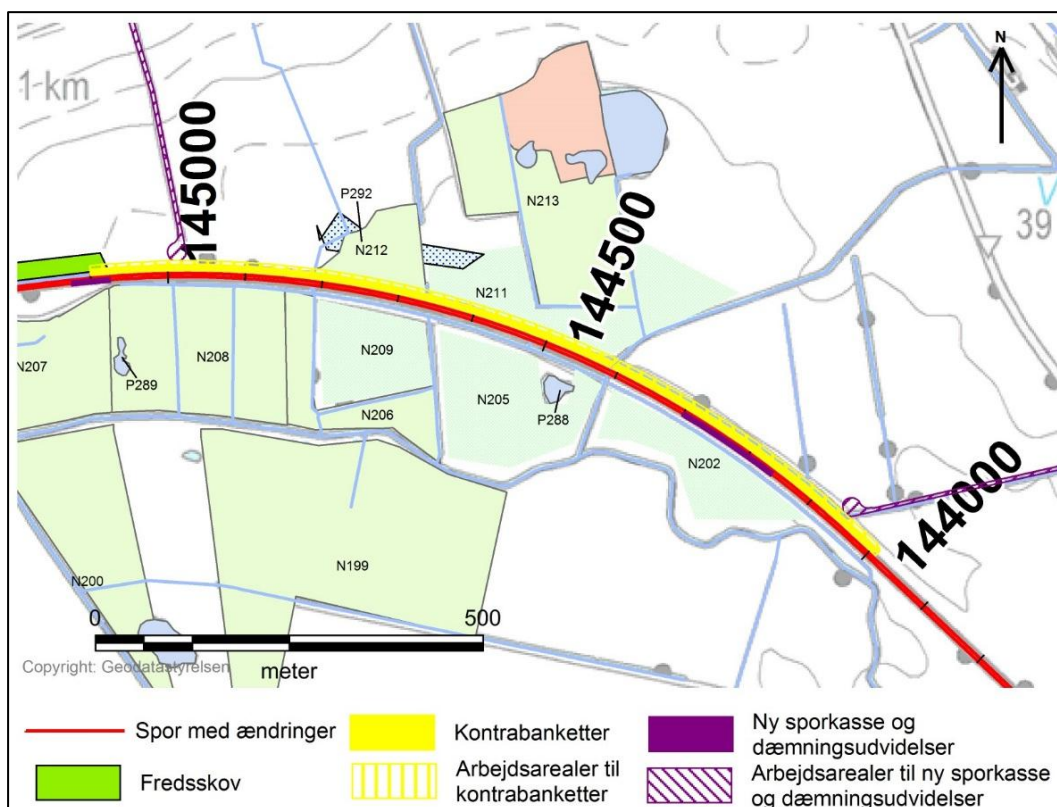 1 km
N
145000
P292
N212
N213
V
39
144500
N211
N207
P289
N208
N209
N206
N205
P288
N202
144000
N200
N199
0 500
meter
Copyright: Geodatastyrelsen
Spor med ændringer
Kontrabanketter
Ny sporkasse og
dæmningsudvidelser
Fredsskov
Arbejdsarealer til
kontrabanketter
Arbejdsarealer til ny sporkasse
og dæmningsudvidelser